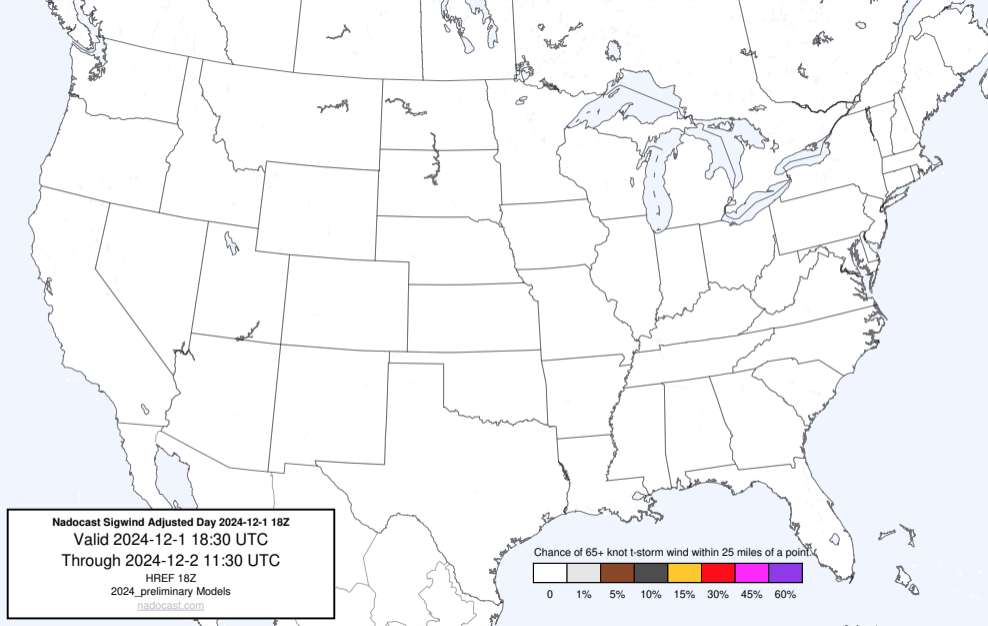 Nadocast Sigwind Adjusted Day 2024-12-1 18Z
Valid 2024-12-1 18:30 UTC
Through 2024-12-2 11:30 UTC
HREF 18Z
2024_preliminary Models
nadocast.com
Chance of 65+ knot t-storm wind within 25 miles of a point.
0 1% 5% 10% 15% 30% 45% 60%